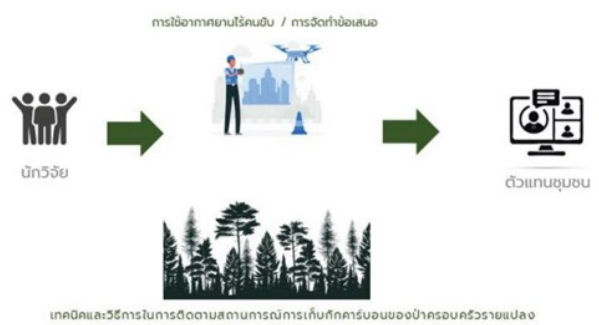 การใช้อากาศยานไร้คนขับ / การจัดทำข้อเสนอ
นักวิจัย
ตัวแทนชุมชน
เทคนิคและวิธีการในการติดตามสถานการณ์การเก็บกักคาร์บอนของป่าครอบครัวรายแปลง